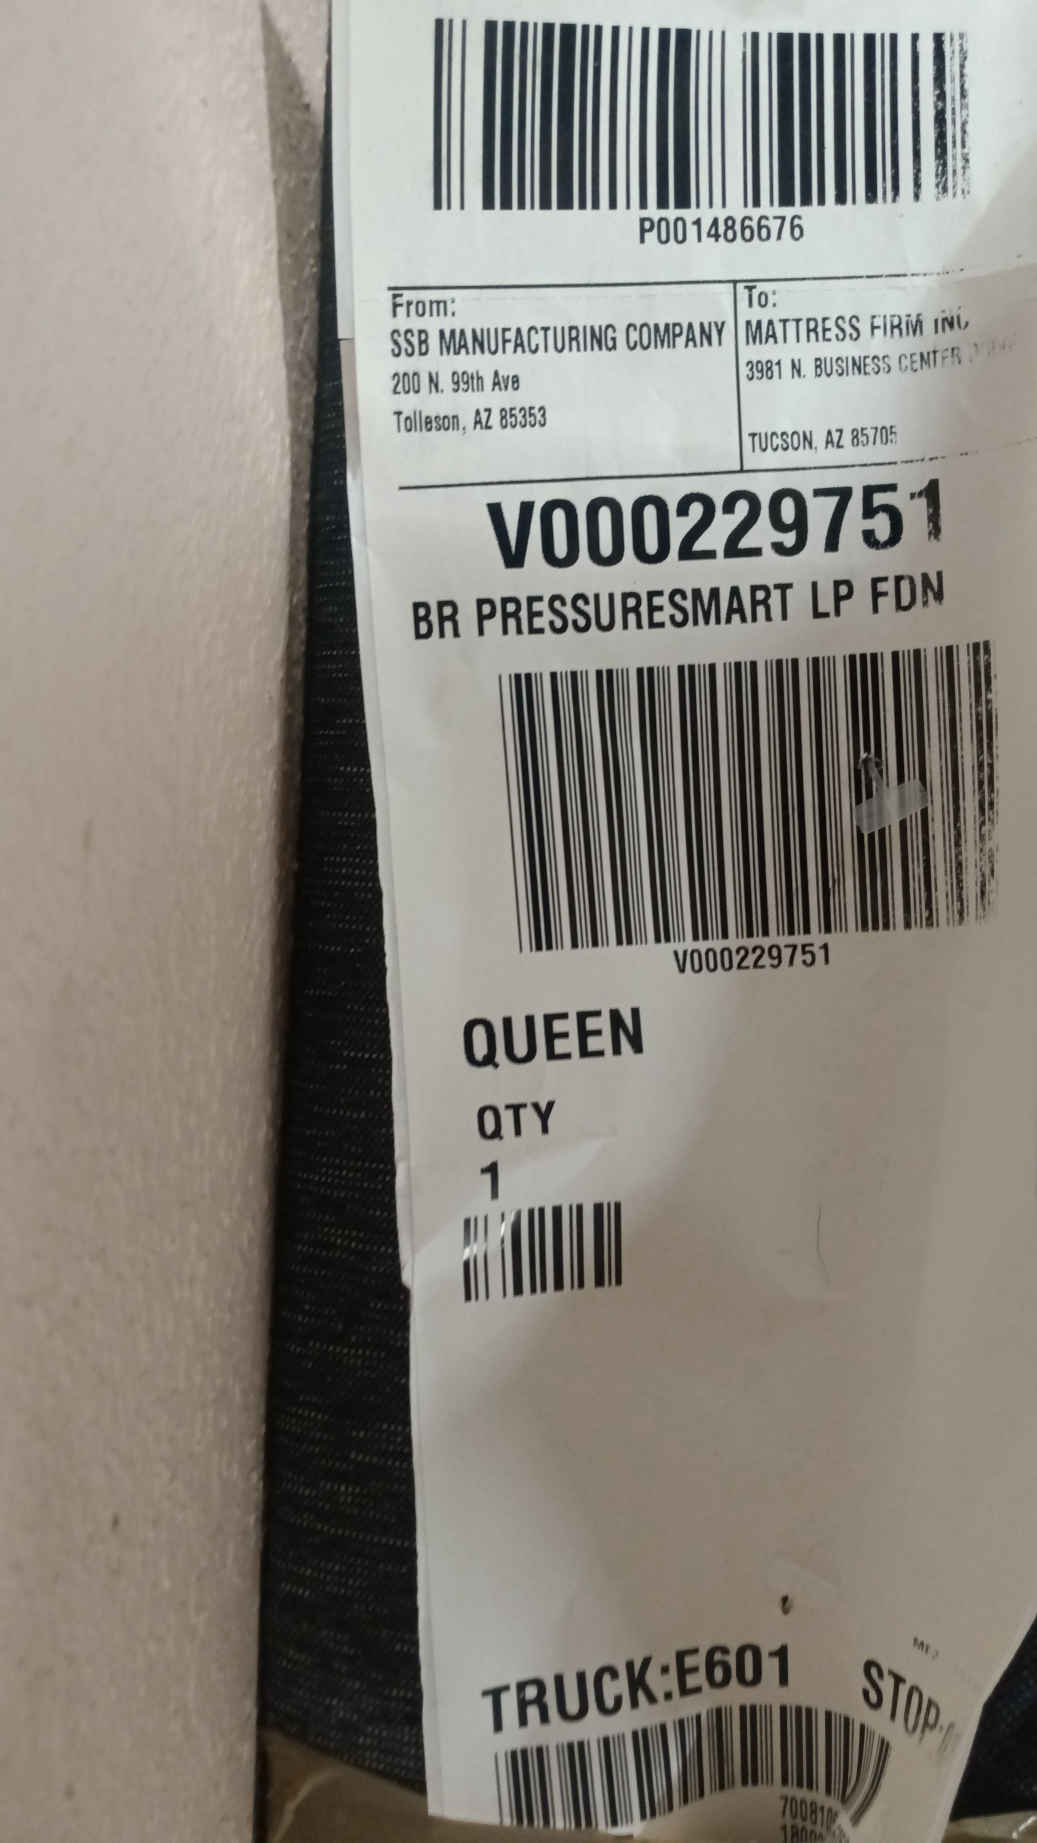 P001486676
From:
SSB MANUFACTURING COMPANY
200 N. 99th Ave
Tolleson, AZ 85353
To:
MATTRESS FIRM INC
3981 N. BUSINESS CENTER
TUCSON, AZ 85705
V000229751
BR PRESSURESMART LP FDN
V000229751
QUEEN
QTY
1
TRUCK:E601
STOP: